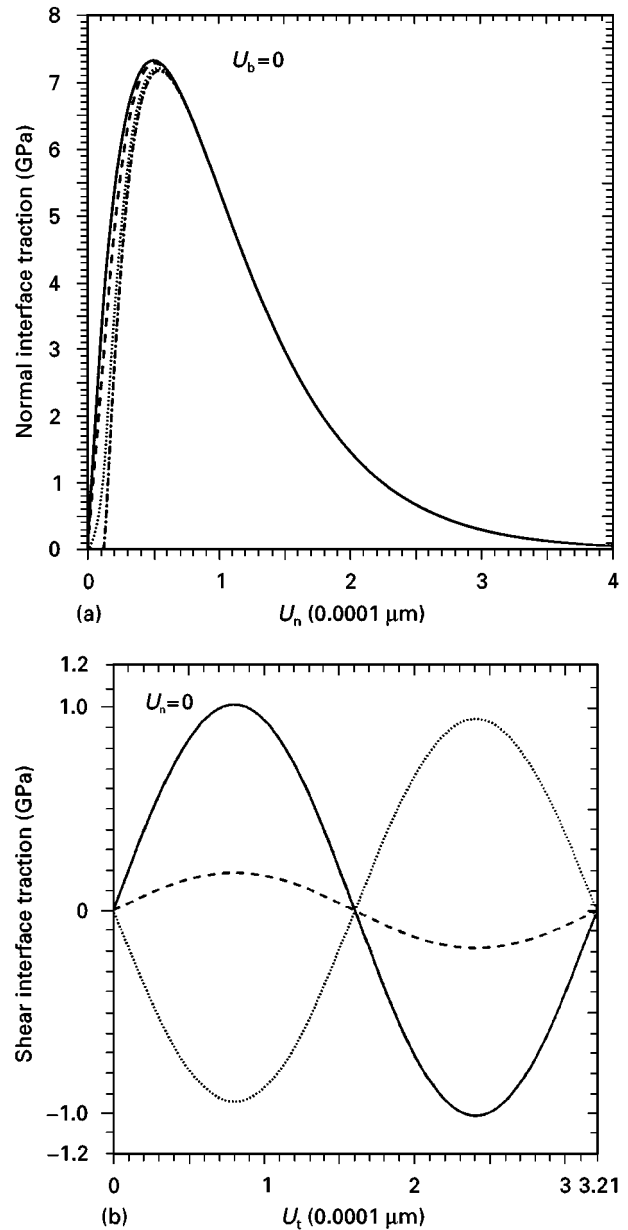 8
7
6
5
4
3
2
1
0
Normal interface traction (GPa)
U_b=0
0 1 2 3 4
(a) U_n (0.0001 μm)
1.2
1.0
0
−1.0
−1.2
Shear interface traction (GPa)
U_n=0
0 1 2 3 3.21
(b) U_t (0.0001 μm)